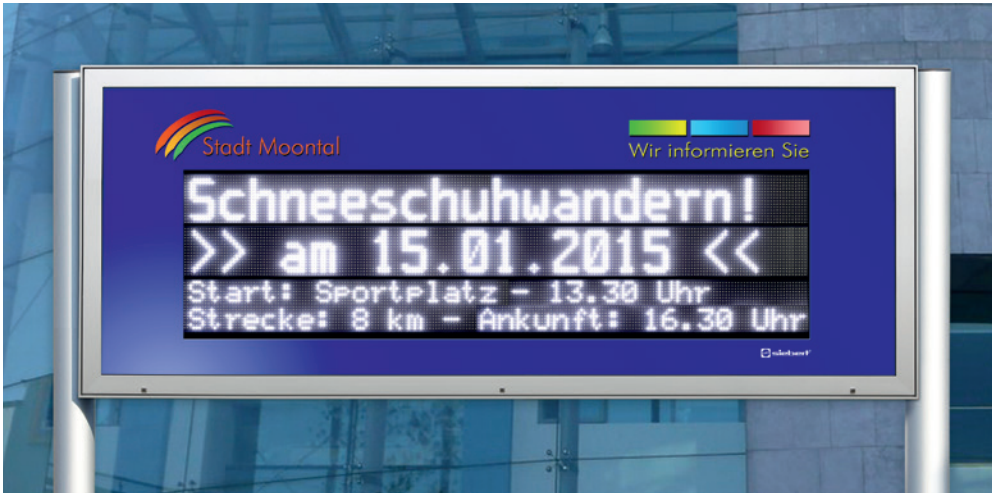 Stadt Moontal
Wir informieren Sie
Schneeschuhwandern!
>> am 15.01.2015 <<
Start: Sportplatz - 13.30 Uhr
Strecke: 8 km - Ankunft: 16.30 Uhr
siebert